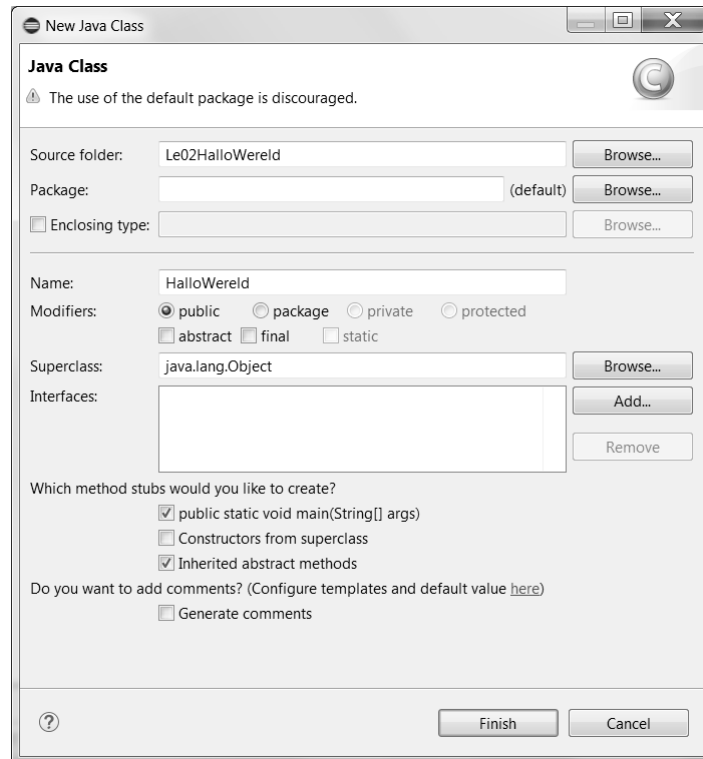 New Java Class
Java Class
The use of the default package is discouraged.
Source folder: Le02HalloWereld Browse...
Package: (default) Browse...
Enclosing type: Browse...
Name: HalloWereld
Modifiers: public package private protected
abstract final static
Superclass: java.lang.Object Browse...
Interfaces: Add...
Remove
Which method stubs would you like to create?
public static void main(String[] args)
Constructors from superclass
Inherited abstract methods
Do you want to add comments? (Configure templates and default value here)
Generate comments
Finish Cancel